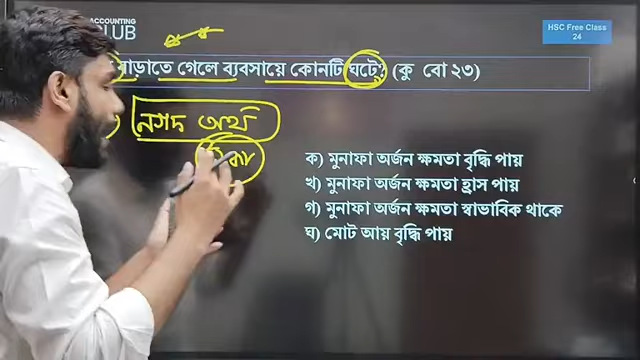 ACCOUNTING
CLUB
HSC Free Class
24
বাড়াতে গেলে ব্যবসায়ে কোনটি ঘটে? (কু বো ২৩)
নগদ অর্থ
ক) মুনাফা অর্জন ক্ষমতা বৃদ্ধি পায়
খ) মুনাফা অর্জন ক্ষমতা হ্রাস পায়
গ) মুনাফা অর্জন ক্ষমতা স্বাভাবিক থাকে
ঘ) মোট আয় বৃদ্ধি পায়